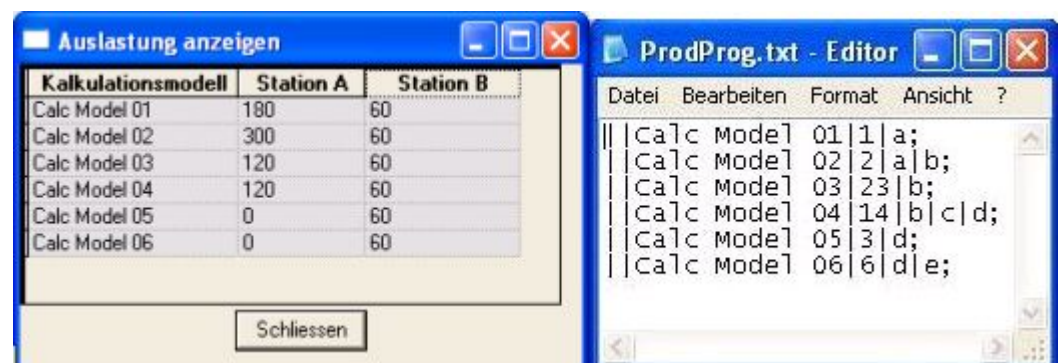 Auslastung anzeigen
Kalkulationsmodell Station A Station B
Calc Model 01 180 60
Calc Model 02 300 60
Calc Model 03 120 60
Calc Model 04 120 60
Calc Model 05 0 60
Calc Model 06 0 60
Schliessen
ProdProg.txt - Editor
Datei Bearbeiten Format Ansicht ?
||Calc Model 01|1|a;
||Calc Model 02|2|a|b;
||Calc Model 03|23|b;
||Calc Model 04|14|b|c|d;
||Calc Model 05|3|d;
||Calc Model 06|6|d|e;